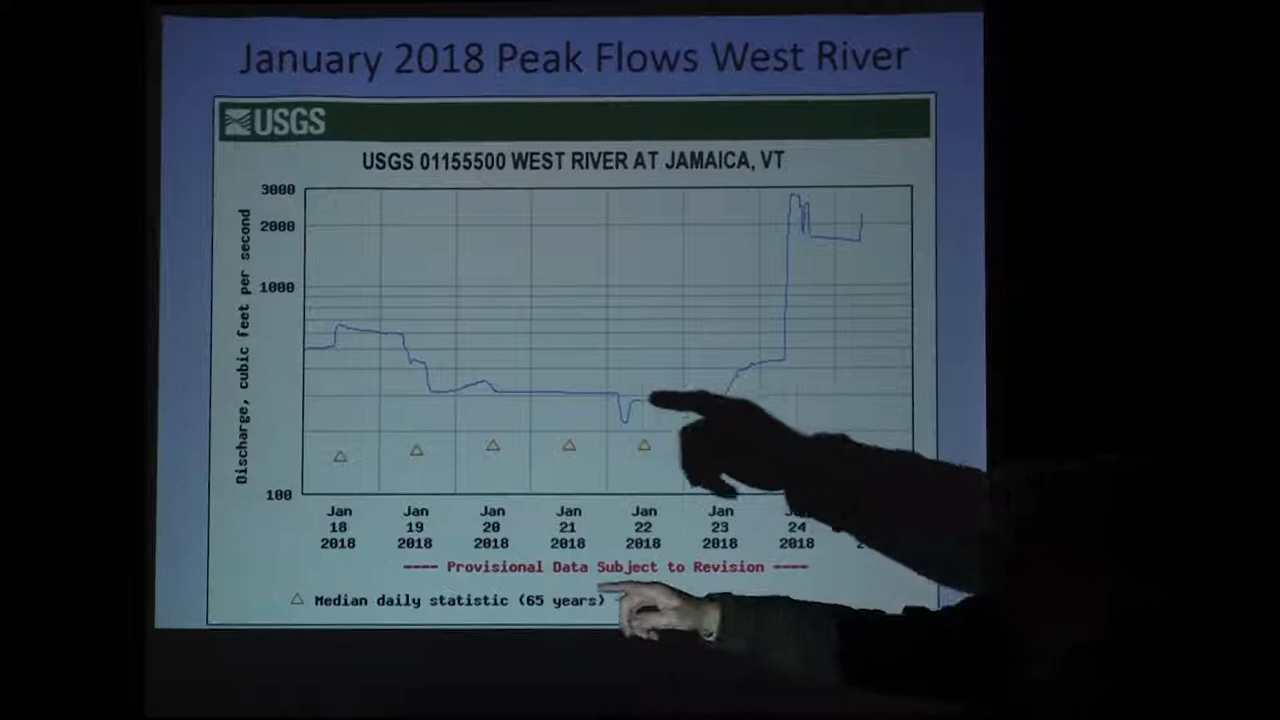 January 2018 Peak Flows West River
USGS
USGS 01155500 WEST RIVER AT JAMAICA, VT
Discharge, cubic feet per second
3000
2000
1000
100
Jan Jan Jan Jan Jan Jan
18 19 20 21 22 23 24
2018 2018 2018 2018 2018 2018 2018
---- Provisional Data Subject to Revision ----
△ Median daily statistic (65 years)